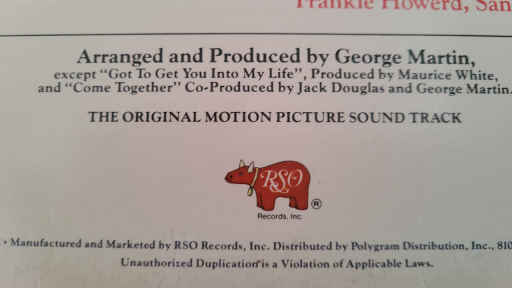 Frankie Howerd, San
Arranged and Produced by George Martin,
except "Got To Get You Into My Life", Produced by Maurice White,
and "Come Together" Co-Produced by Jack Douglas and George Martin.
THE ORIGINAL MOTION PICTURE SOUND TRACK
RSO
®
Records, Inc.
• Manufactured and Marketed by RSO Records, Inc. Distributed by Polygram Distribution, Inc., 810
Unauthorized Duplication is a Violation of Applicable Laws.